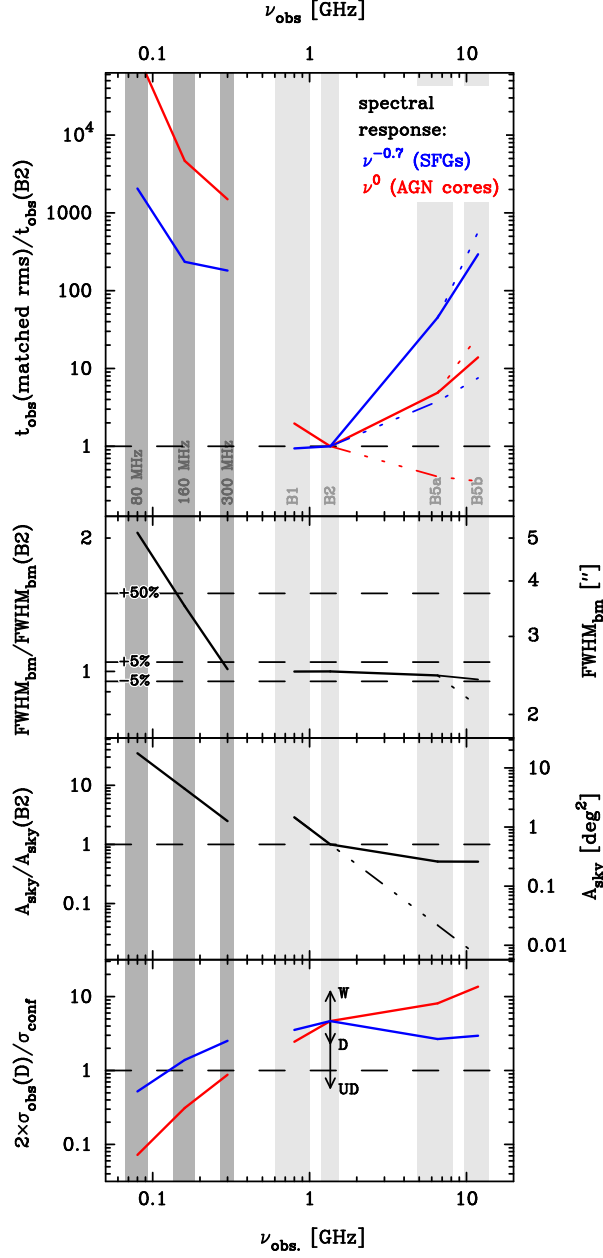 ν_obs [GHz]
0.1 1 10
t_obs(matched rms)/t_obs(B2)
10^4
1000
100
10
1
spectral
response:
ν^−0.7 (SFGs)
ν^0 (AGN cores)
80 MHz
160 MHz
300 MHz
B1
B2
B5a
B5b
FWHM_bm/FWHM_bm(B2)
2
1
+50%
+5%
−5%
5
4
3
2
FWHM_bm [″]
A_sky/A_sky(B2)
10
1
0.1
10
1
0.1
0.01
A_sky [deg^2]
2×σ_obs(D)/σ_conf
10
1
0.1
W
D
UD
0.1 1 10
ν_obs. [GHz]